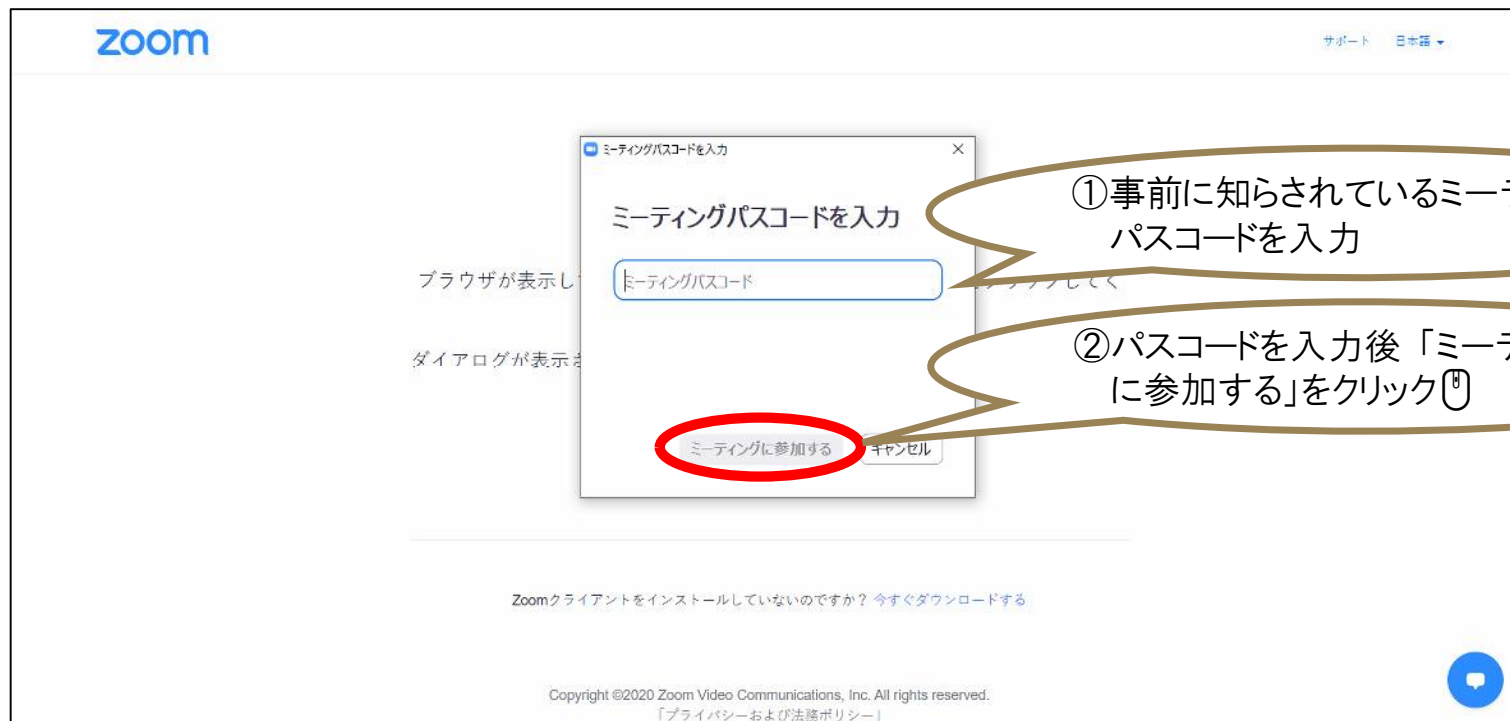 zoom
サポート 日本語
ミーティングパスコードを入力
ミーティングパスコードを入力
①事前に知らされているミー
パスコードを入力
ブラウザが表示し
ミーティングパスコード
クリックしてく
②パスコードを入力後「ミー
に参加する」をクリック
ダイアログが表示さ
ミーティングに参加する キャンセル
Zoomクライアントをインストールしていないのですか? 今すぐダウンロードする
Copyright ©2020 Zoom Video Communications, Inc. All rights reserved.
「プライバシーおよび法務ポリシー」